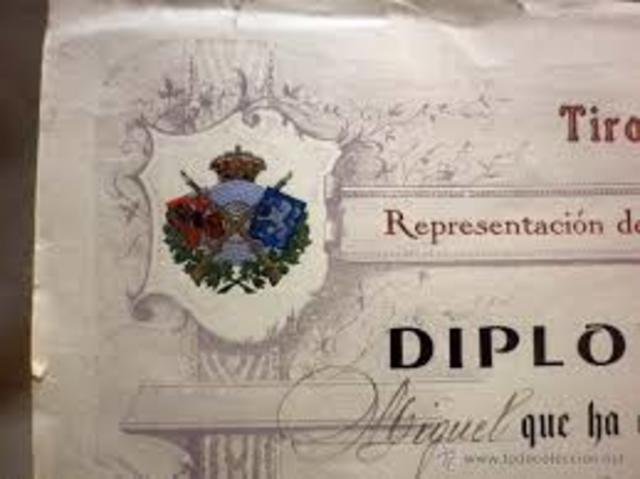 Tiro
Representación de
DIPLO
Miguel que ha
www.todocoleccion.net